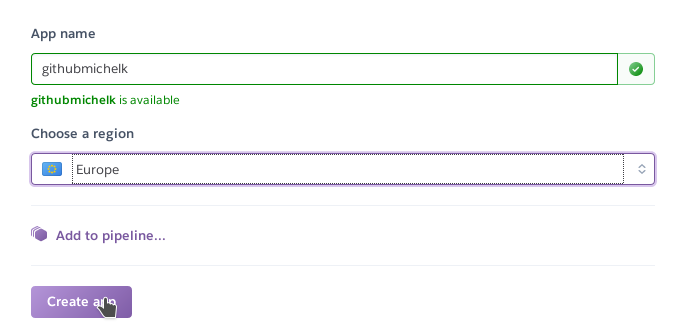 App name
githubmichelk
githubmichelk is available
Choose a region
Europe
Add to pipeline...
Create app